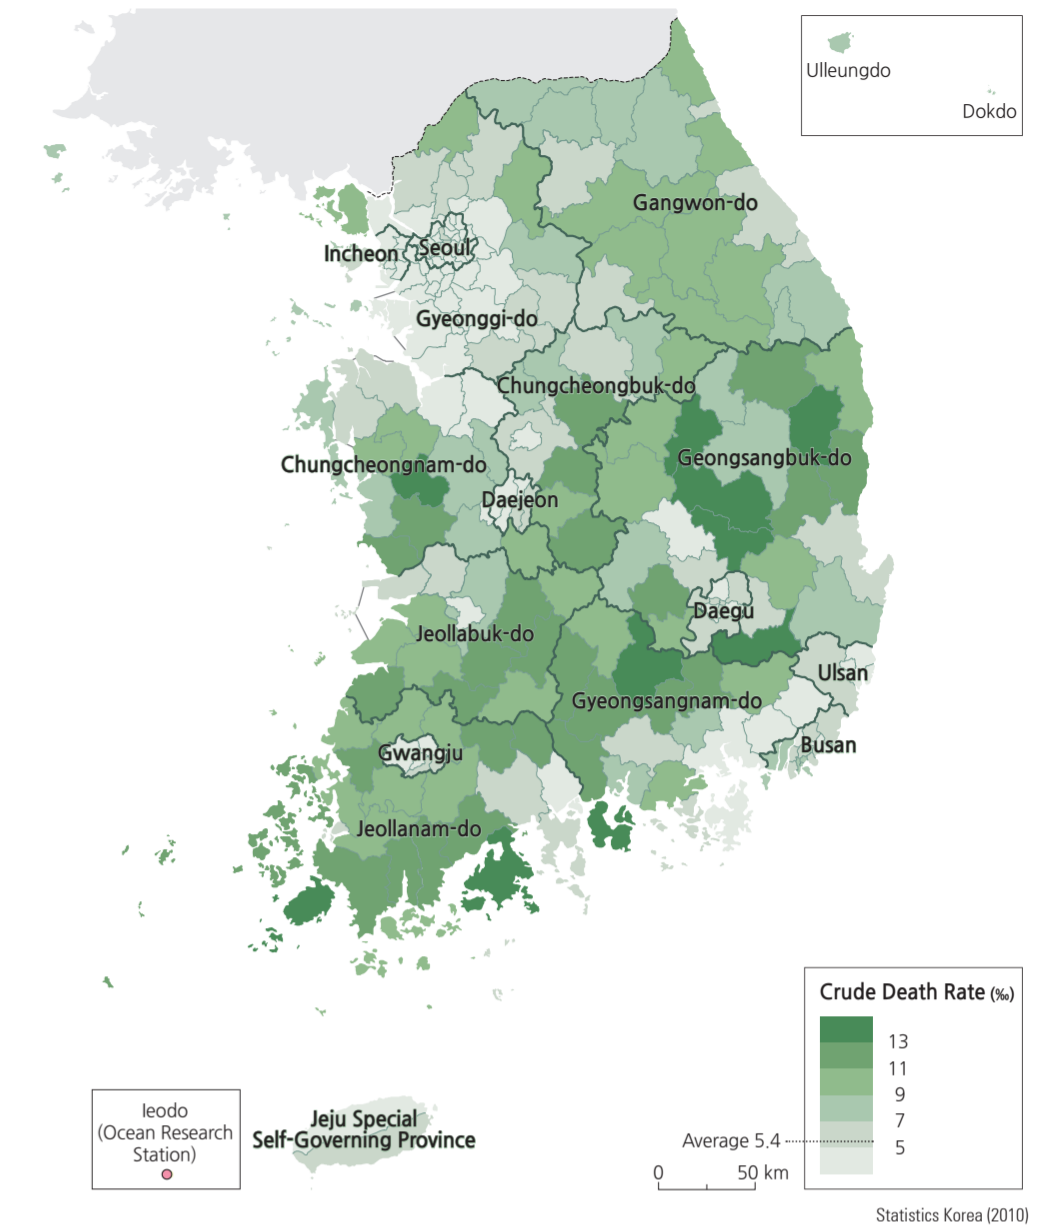 Ulleungdo
Dokdo
Gangwon-do
Incheon
Seoul
Gyeonggi-do
Chungcheongbuk-do
Chungcheongnam-do
Geongsangbuk-do
Daejeon
Daegu
Jeollabuk-do
Ulsan
Gyeongsangnam-do
Busan
Gwangju
Jeollanam-do
Crude Death Rate (‰)
13
11
9
7
5
Average 5.4
0 50 km
Ieodo
(Ocean Research
Station)
Jeju Special
Self-Governing Province
Statistics Korea (2010)